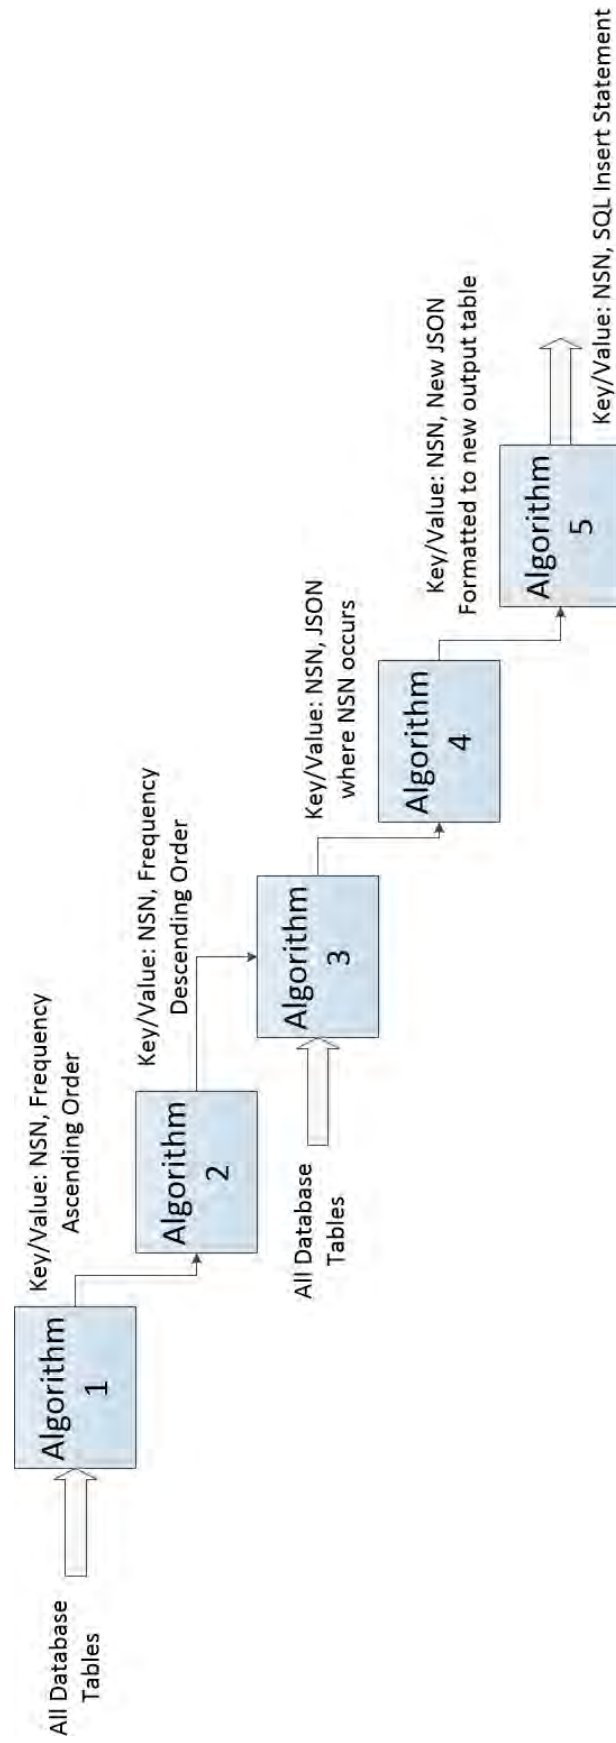 All Database
Tables
Algorithm
1
Key/Value: NSN, Frequency
Ascending Order
Algorithm
2
Key/Value: NSN, Frequency
Descending Order
All Database
Tables
Algorithm
3
Key/Value: NSN, JSON
where NSN occurs
Algorithm
4
Key/Value: NSN, New JSON
Formatted to new output table
Algorithm
5
Key/Value: NSN, SQL Insert Statement